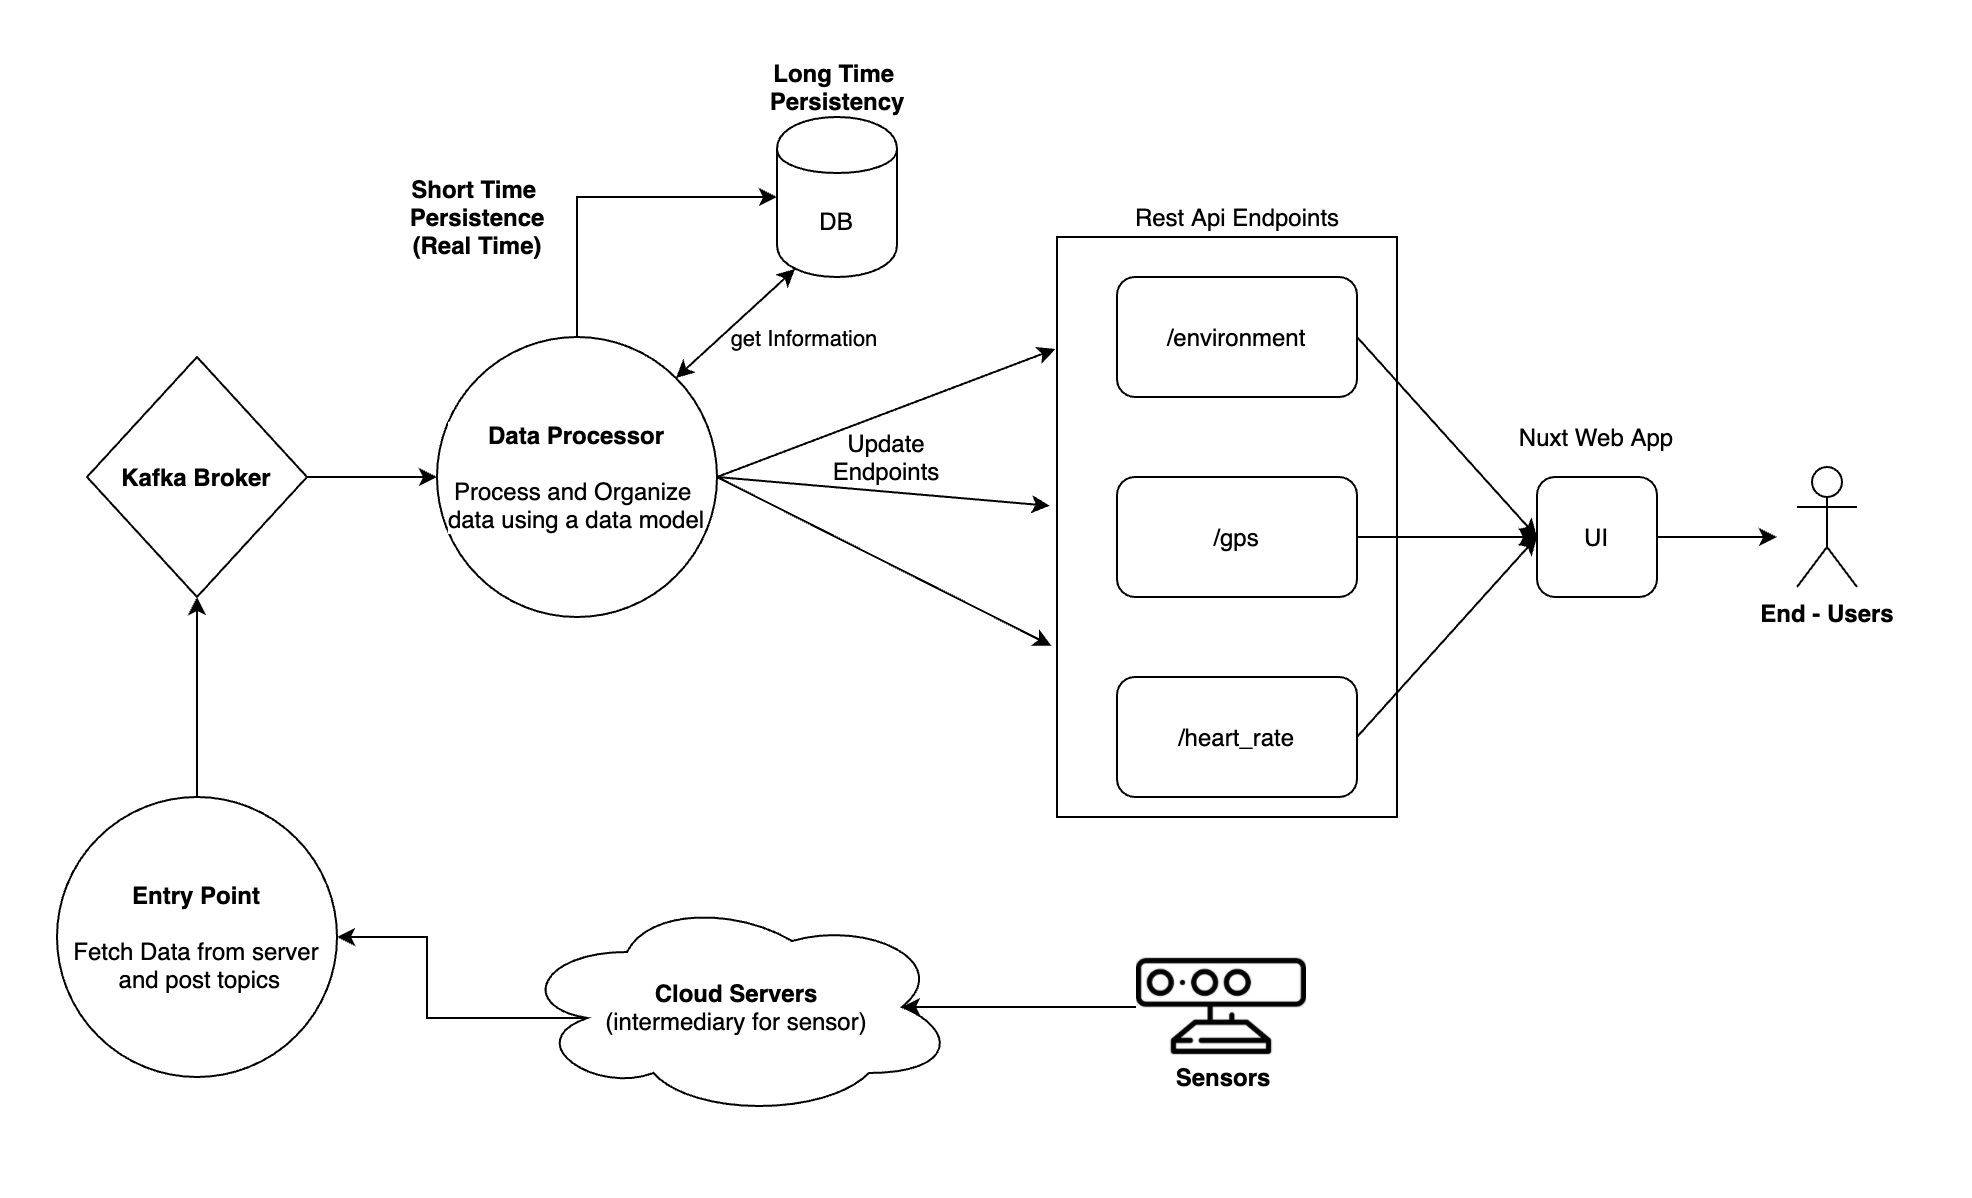 Long Time
Persistency
DB
Short Time
Persistence
(Real Time)
get Information
Rest Api Endpoints
/environment
/gps
/heart_rate
Update
Endpoints
Kafka Broker
Data Processor
Process and Organize
data using a data model
Nuxt Web App
UI
End - Users
Entry Point
Fetch Data from server
and post topics
Cloud Servers
(intermediary for sensor)
Sensors